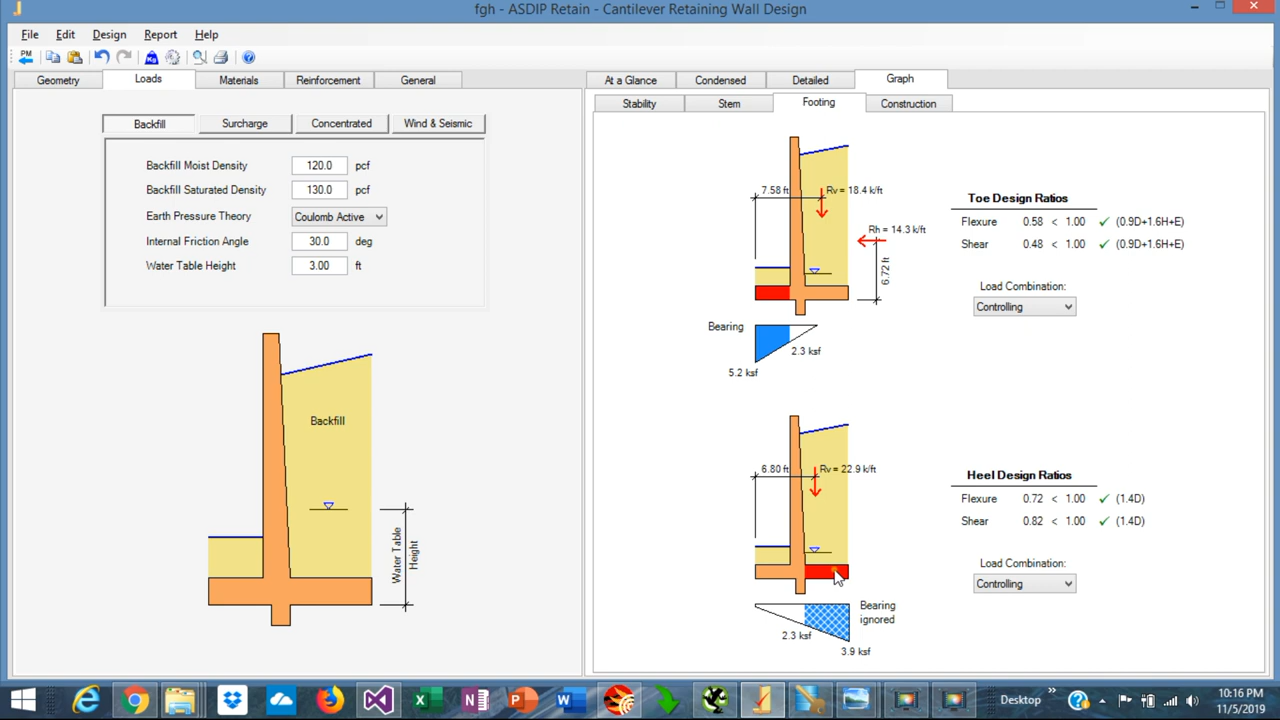 fgh - ASDIP Retain - Cantilever Retaining Wall Design
File Edit Design Report Help
PM
Kg
Geometry Loads Materials Reinforcement General
At a Glance Condensed Detailed Graph
Stability Stem Footing Construction
Backfill Surcharge Concentrated Wind & Seismic
Backfill Moist Density 120.0 pcf
Backfill Saturated Density 130.0 pcf
Earth Pressure Theory Coulomb Active
Internal Friction Angle 30.0 deg
Water Table Height 3.00 ft
Backfill
Water Table
Height
7.58 ft Rv = 18.4 k/ft
Rh = 14.3 k/ft
6.72 ft
Bearing
2.3 ksf
5.2 ksf
Toe Design Ratios
Flexure 0.58 < 1.00 ✓ (0.9D+1.6H+E)
Shear 0.48 < 1.00 ✓ (0.9D+1.6H+E)
Load Combination:
Controlling
6.80 ft Rv = 22.9 k/ft
Bearing
ignored
2.3 ksf
3.9 ksf
Heel Design Ratios
Flexure 0.72 < 1.00 ✓ (1.4D)
Shear 0.82 < 1.00 ✓ (1.4D)
Load Combination:
Controlling
Desktop
10:16 PM
11/5/2019